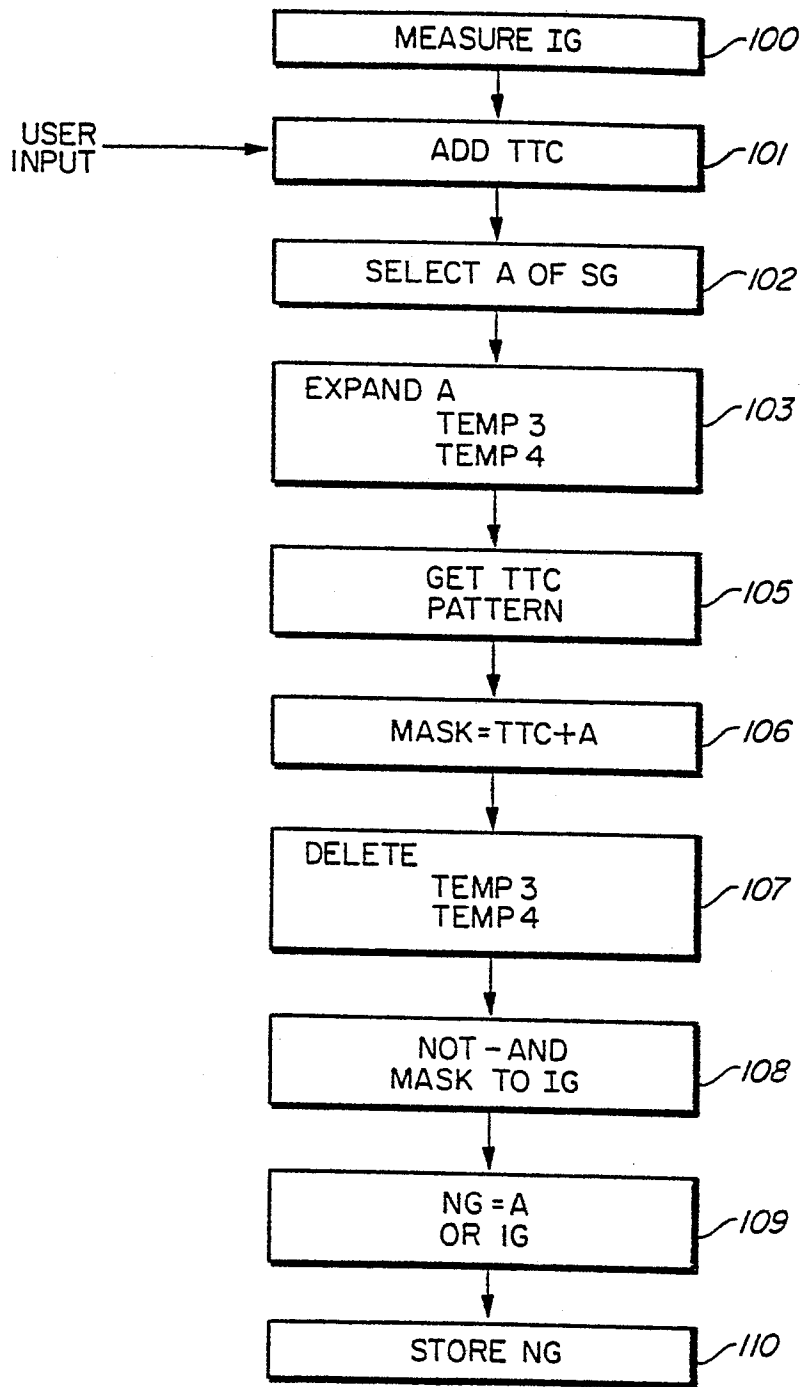 MEASURE IG
100
USER
INPUT
ADD TTC
101
SELECT A OF SG
102
EXPAND A
TEMP 3
TEMP 4
103
GET TTC
PATTERN
105
MASK=TTC+A
106
DELETE
TEMP 3
TEMP 4
107
NOT-AND
MASK TO IG
108
NG=A
OR IG
109
STORE NG
110